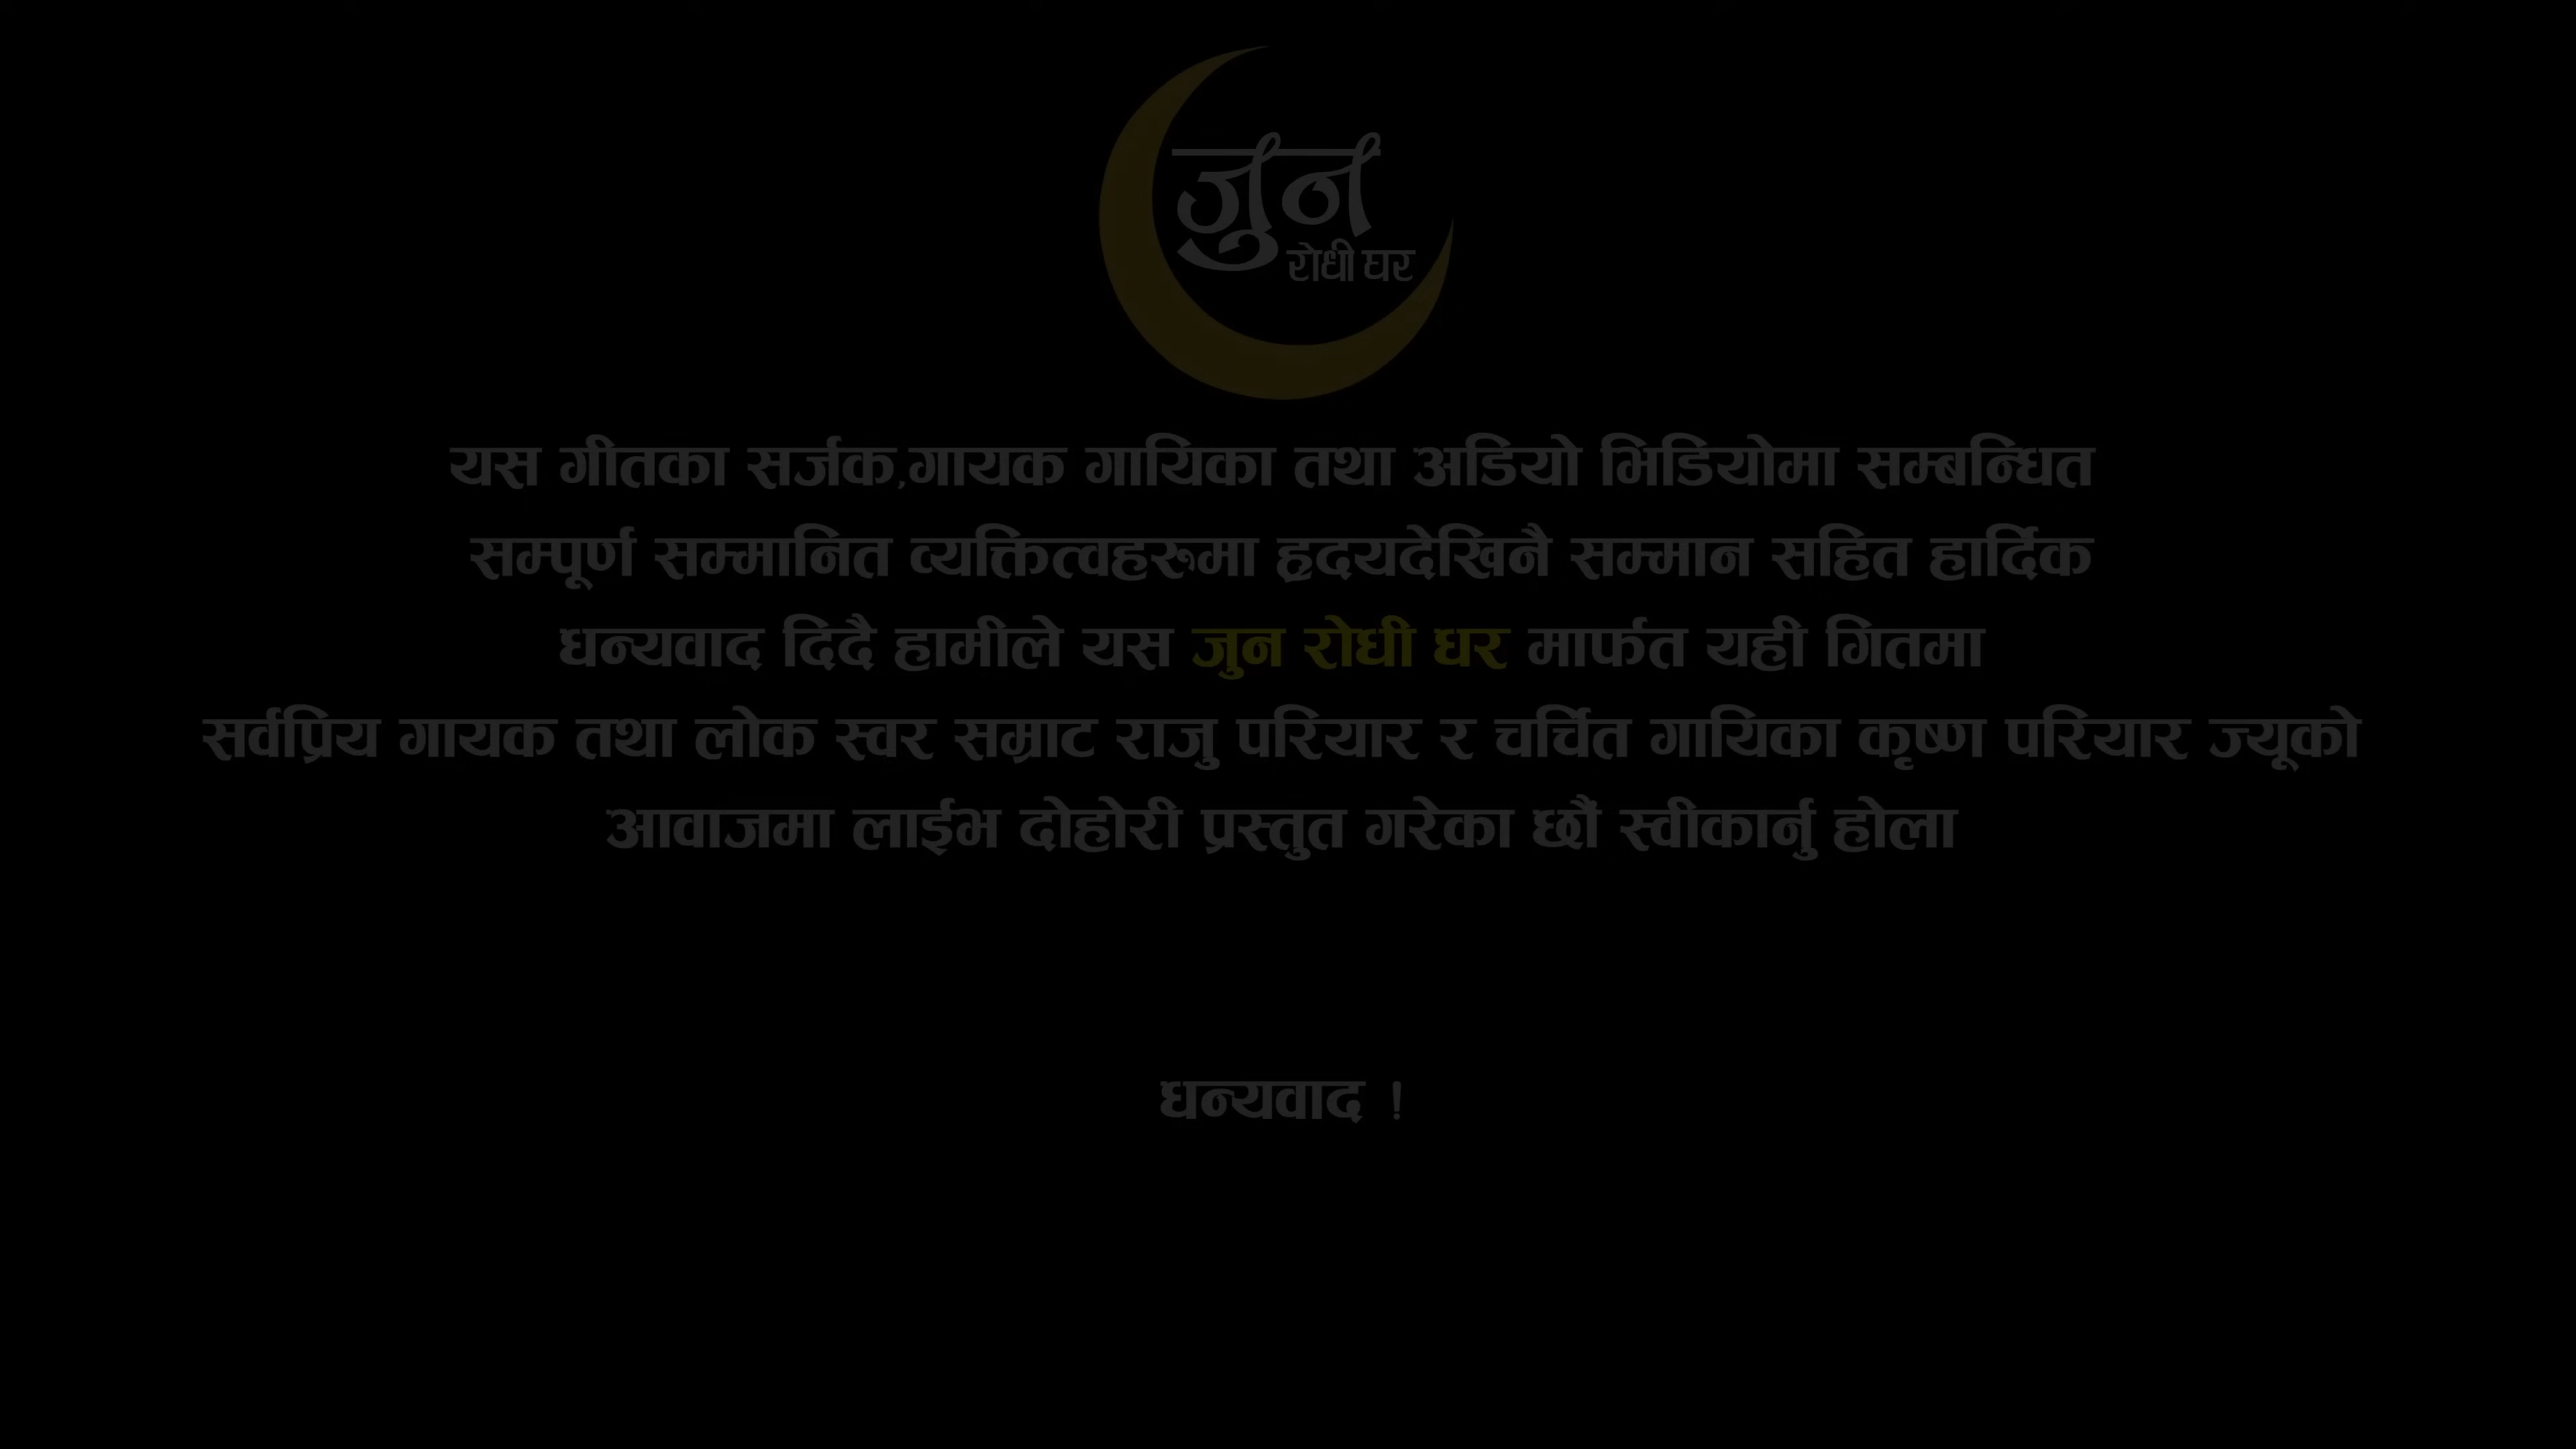 जुन
रोधी घर
यस गीतका सर्जक,गायक गायिका तथा अडियो भिडियोमा सम्बन्धित
सम्पूर्ण सम्मानित व्यक्तित्वहरुमा हृदयदेखिनै सम्मान सहित हार्दिक
धन्यवाद दिदै हामीले यस जुन रोधी धर मार्फत यही गितमा
सर्वप्रिय गायक तथा लोक स्वर सम्राट राजु परियार र चर्चित गायिका कृष्ण परियार ज्यूको
आवाजमा लाईभ दोहोरी प्रस्तुत गरेका छौं स्वीकार्नु होला
धन्यवाद !